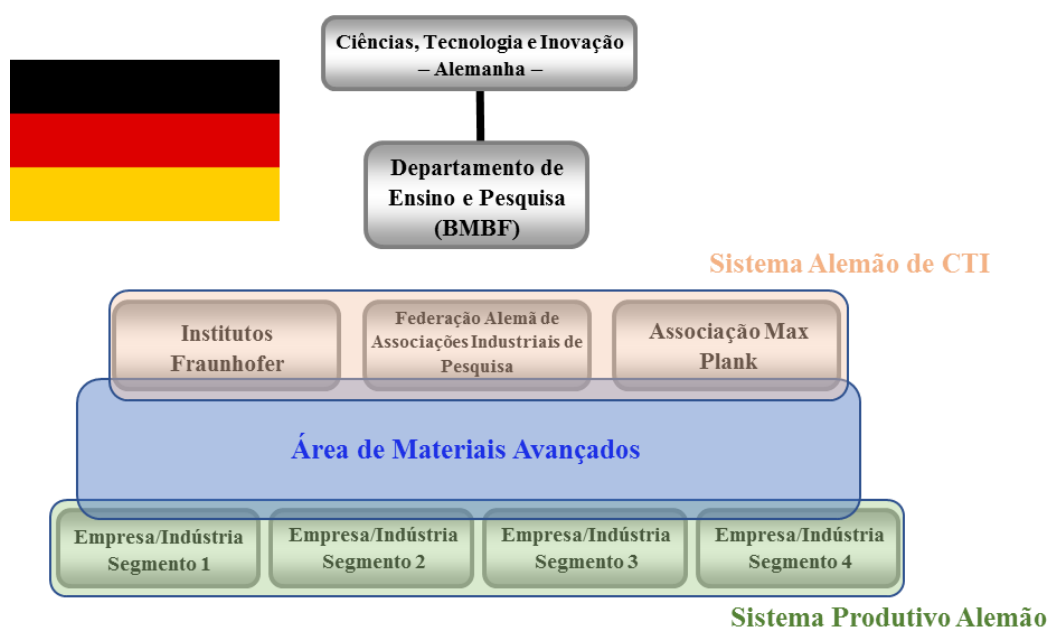 Ciências, Tecnologia e Inovação
– Alemanha –
Departamento de
Ensino e Pesquisa
(BMBF)
Sistema Alemão de CTI
Institutos
Fraunhofer
Federação Alemã de
Associações Industriais de
Pesquisa
Associação Max
Plank
Área de Materiais Avançados
Empresa/Indústria
Segmento 1
Empresa/Indústria
Segmento 2
Empresa/Indústria
Segmento 3
Empresa/Indústria
Segmento 4
Sistema Produtivo Alemão